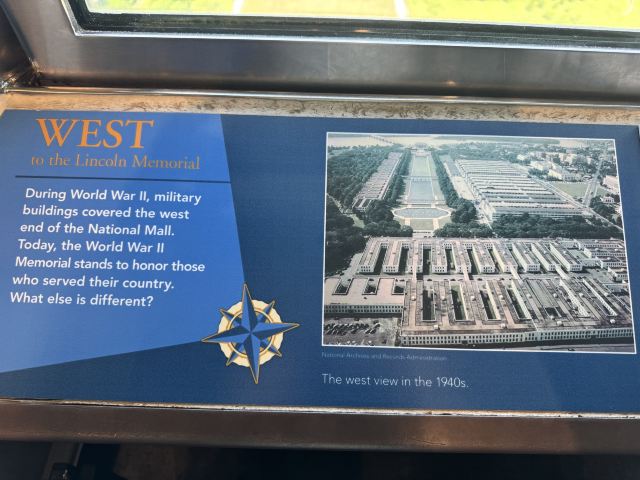 WEST
to the Lincoln Memorial
During World War II, military
buildings covered the west
end of the National Mall.
Today, the World War II
Memorial stands to honor those
who served their country.
What else is different?
National Archives and Records Administration
The west view in the 1940s.